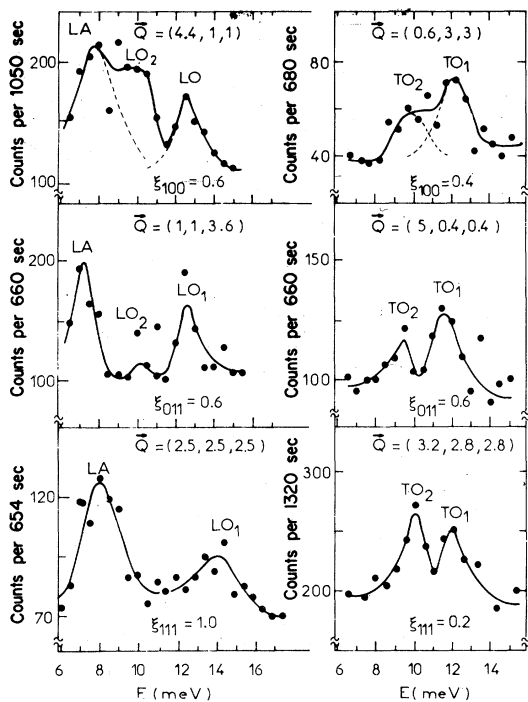 LA
LO2
LO
Q = (4.4, 1, 1)
ξ100 = 0.6
200
100
Counts per 1050 sec
Q = (0.6, 3, 3)
TO2
TO1
ξ100 = 0.4
80
40
Counts per 680 sec
Q = (1, 1, 3.6)
LA
LO2
LO1
ξ011 = 0.6
200
100
Counts per 660 sec
Q = (5, 0.4, 0.4)
TO2
TO1
ξ011 = 0.6
150
100
Counts per 660 sec
Q = (2.5, 2.5, 2.5)
LA
LO1
ξ111 = 1.0
120
70
Counts per 654 sec
6 8 10 12 14 16
E (meV)
Q = (3.2, 2.8, 2.8)
TO2
TO1
ξ111 = 0.2
300
200
Counts per 1320 sec
6 8 10 12 14
E (meV)